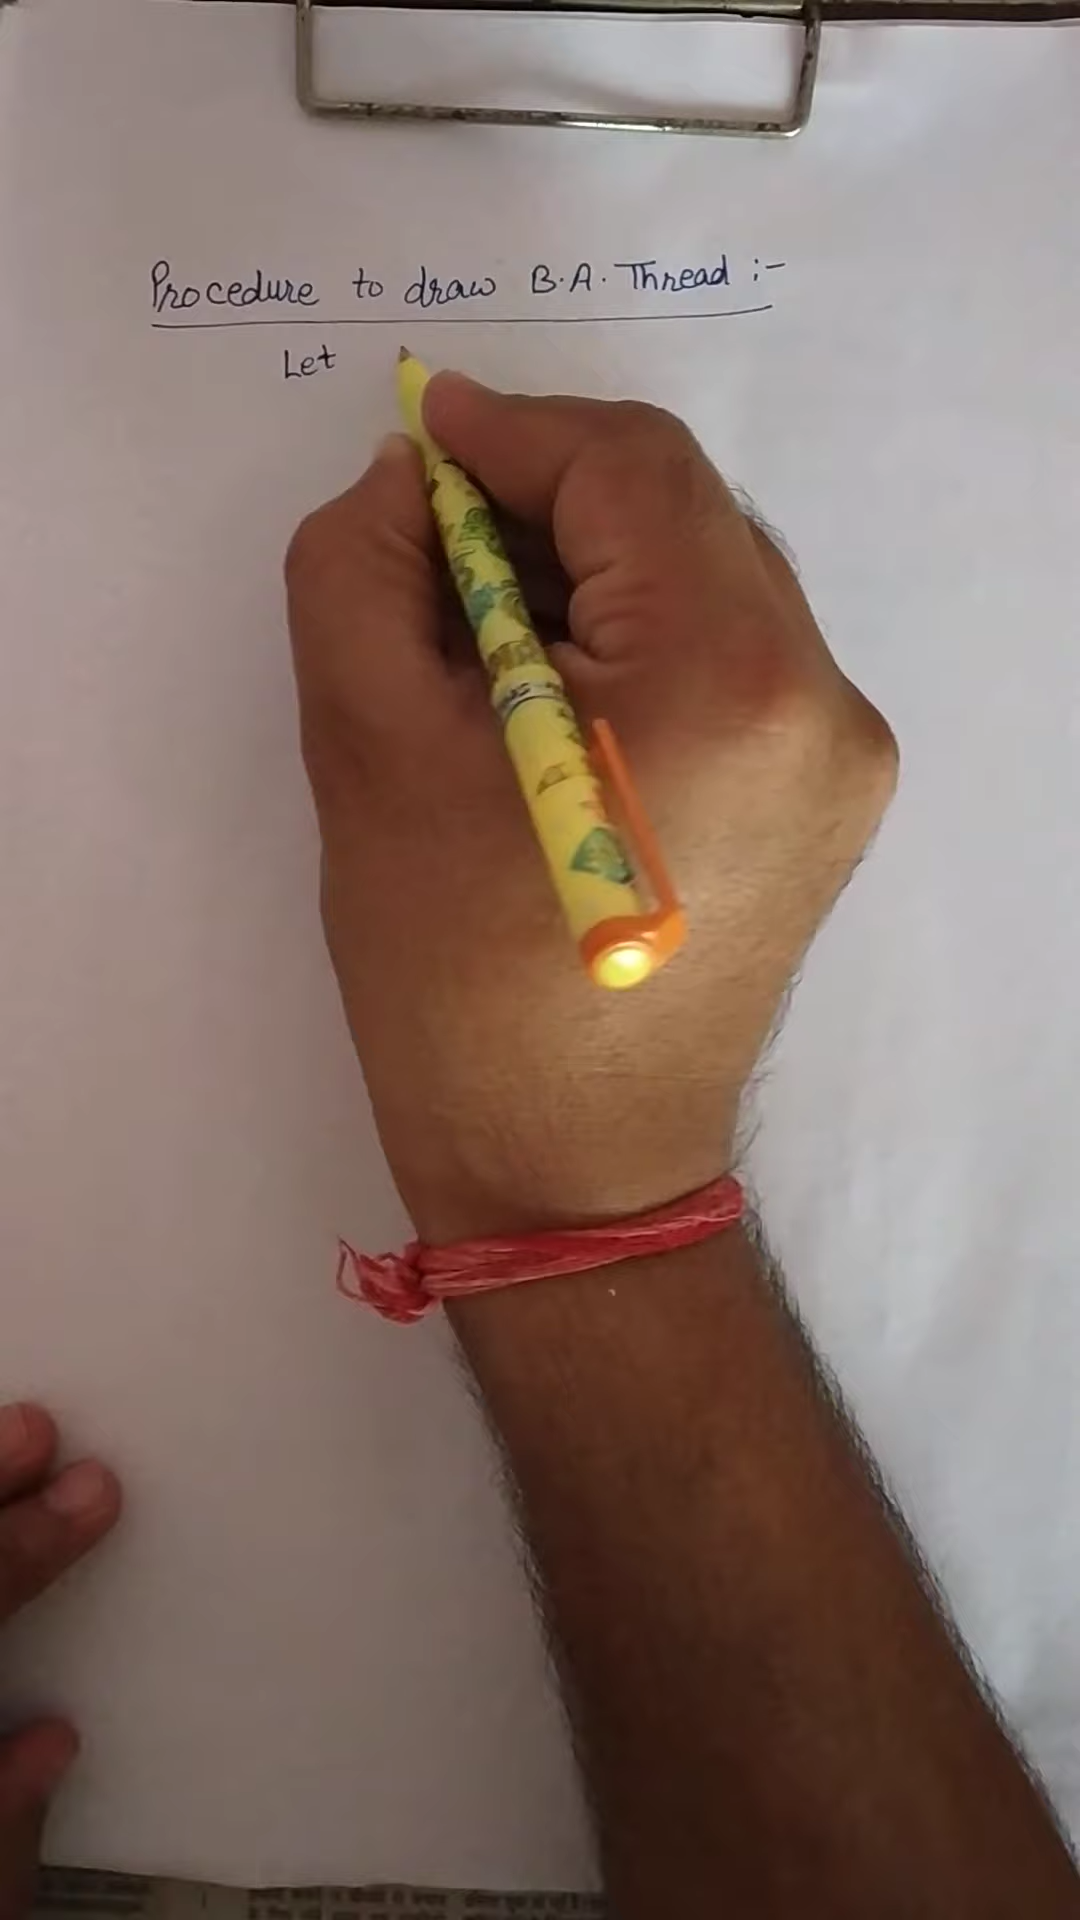 Procedure to draw B.A. Thread :-
Let